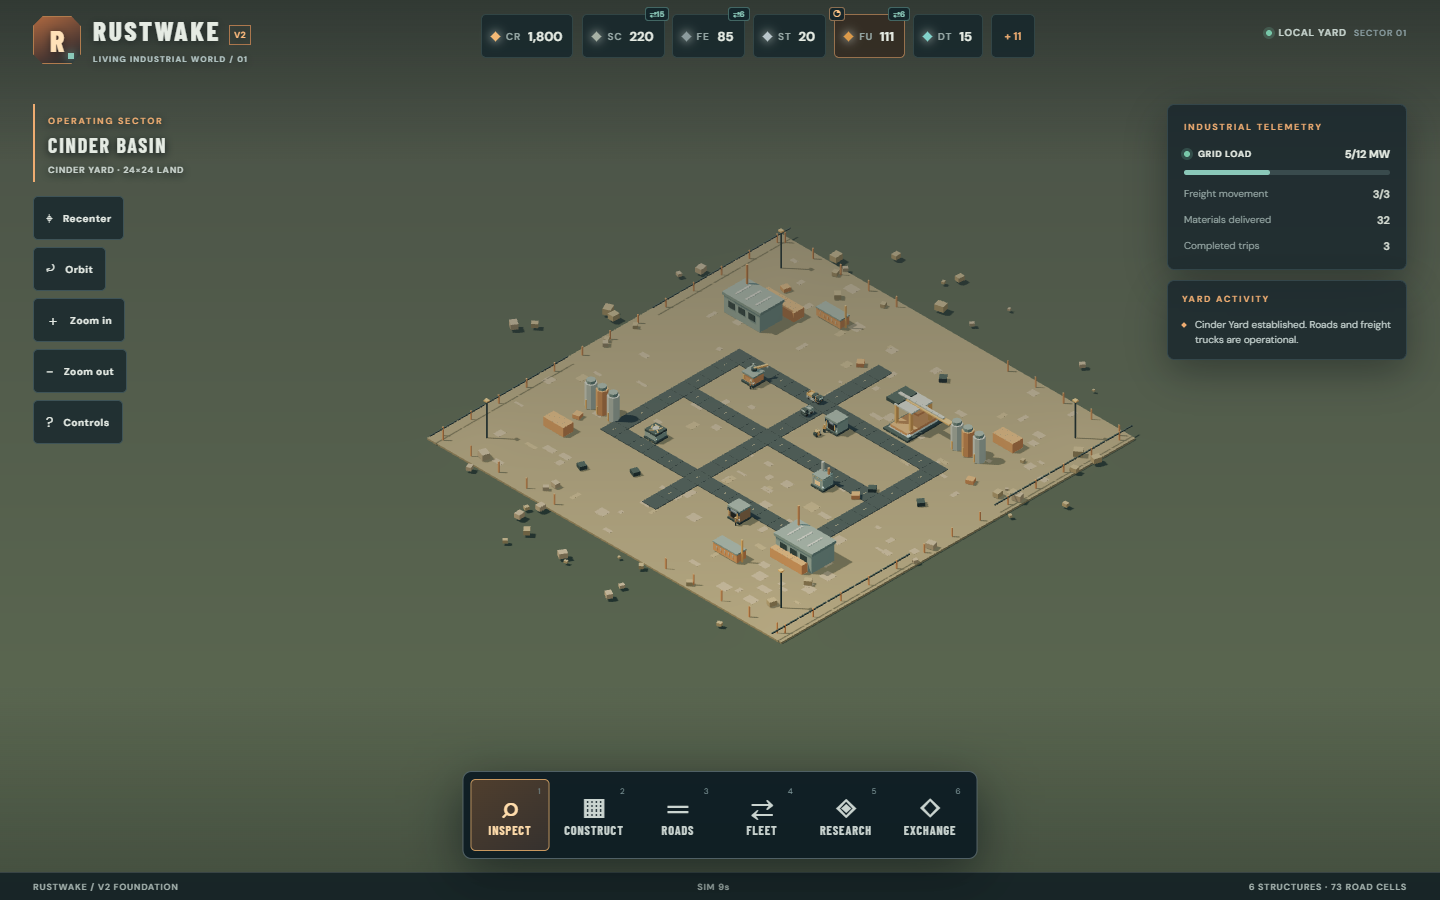 R
RUSTWAKE V2
LIVING INDUSTRIAL WORLD / 01
CR 1,800
SC 220 ⇄15
FE 85 ⇄6
ST 20
FU 111 ⇄6
DT 15
+11
LOCAL YARD SECTOR 01
OPERATING SECTOR
CINDER BASIN
CINDER YARD · 24×24 LAND
Recenter
Orbit
+ Zoom in
− Zoom out
? Controls
INDUSTRIAL TELEMETRY
GRID LOAD 5/12 MW
Freight movement 3/3
Materials delivered 32
Completed trips 3
YARD ACTIVITY
Cinder Yard established. Roads and freight
trucks are operational.
1 INSPECT
2 CONSTRUCT
3 ROADS
4 FLEET
5 RESEARCH
6 EXCHANGE
RUSTWAKE / V2 FOUNDATION
SIM 9s
6 STRUCTURES · 73 ROAD CELLS